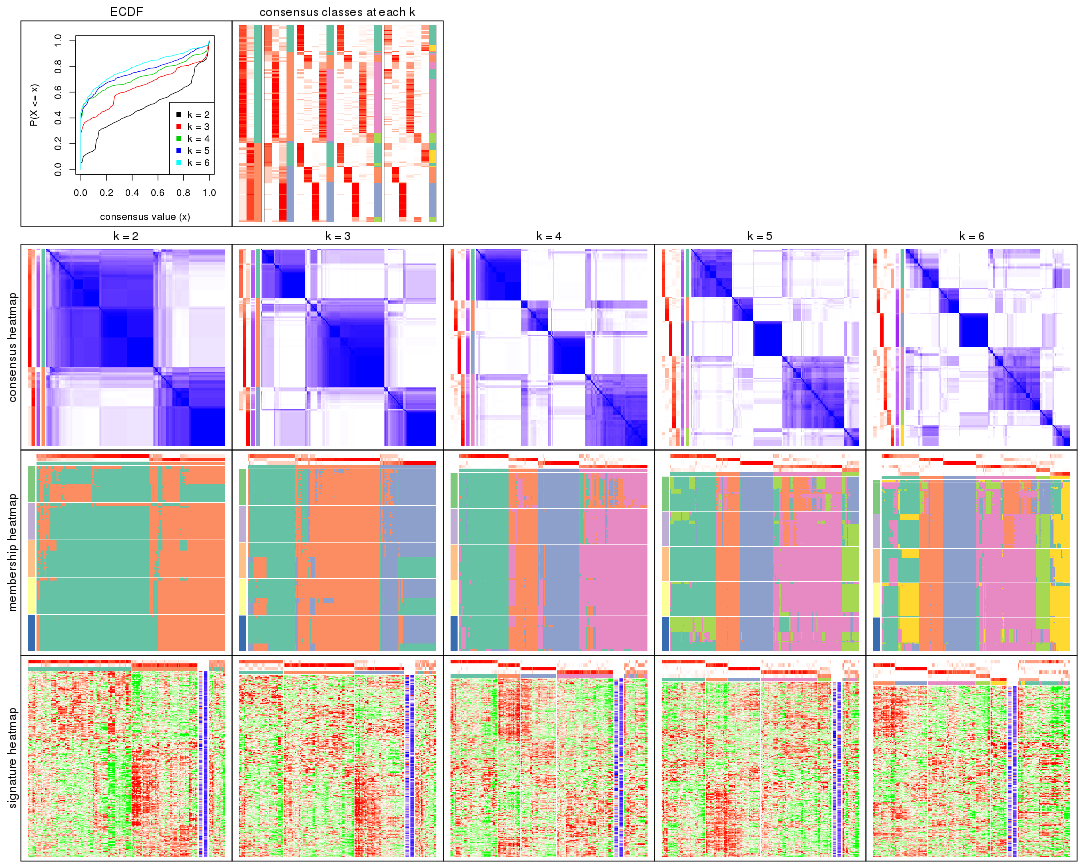 ECDF
consensus classes at each k
P(X <= x)
0.0 0.2 0.4 0.6 0.8 1.0
k = 2
k = 3
k = 4
k = 5
k = 6
0.0 0.2 0.4 0.6 0.8 1.0
consensus value (x)
k = 2
k = 3
k = 4
k = 5
k = 6
consensus heatmap
membership heatmap
signature heatmap